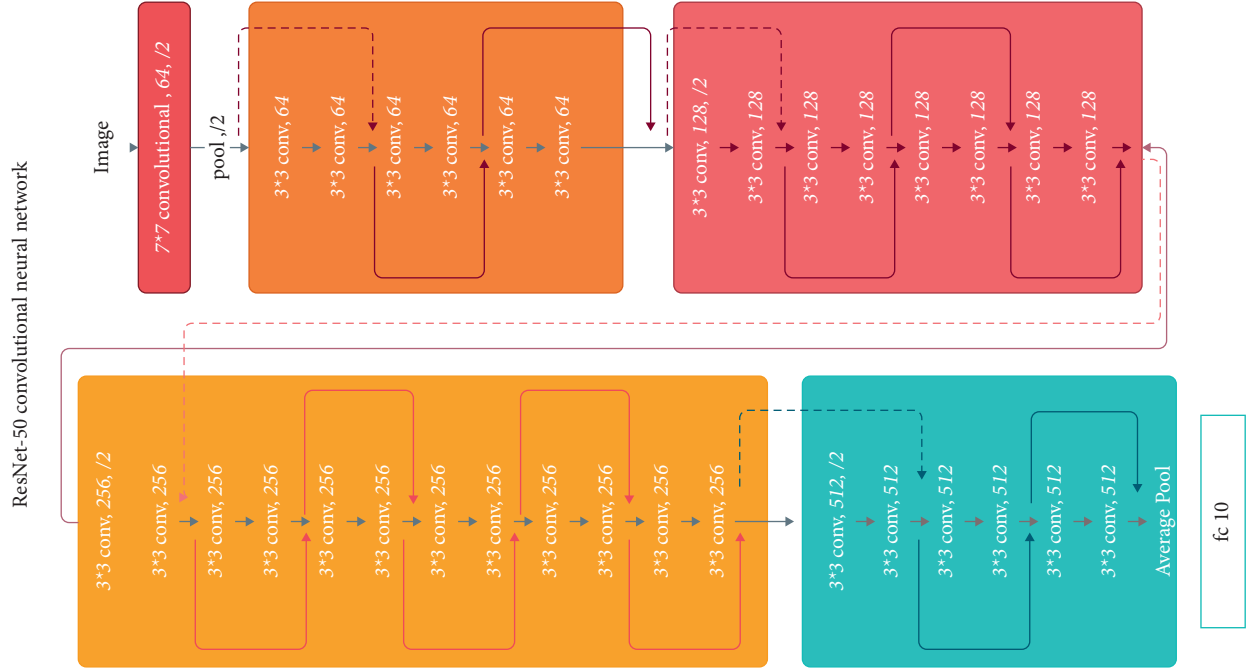 ResNet-50 convolutional neural network
Image
7*7 convolutional , 64, /2
pool ,/2
3*3 conv, 64
3*3 conv, 64
3*3 conv, 64
3*3 conv, 64
3*3 conv, 64
3*3 conv, 64
3*3 conv, 128, /2
3*3 conv, 128
3*3 conv, 128
3*3 conv, 128
3*3 conv, 128
3*3 conv, 128
3*3 conv, 128
3*3 conv, 128
3*3 conv, 256, /2
3*3 conv, 256
3*3 conv, 256
3*3 conv, 256
3*3 conv, 256
3*3 conv, 256
3*3 conv, 256
3*3 conv, 256
3*3 conv, 256
3*3 conv, 256
3*3 conv, 256
3*3 conv, 256
3*3 conv, 512, /2
3*3 conv, 512
3*3 conv, 512
3*3 conv, 512
3*3 conv, 512
3*3 conv, 512
Average Pool
fc 10